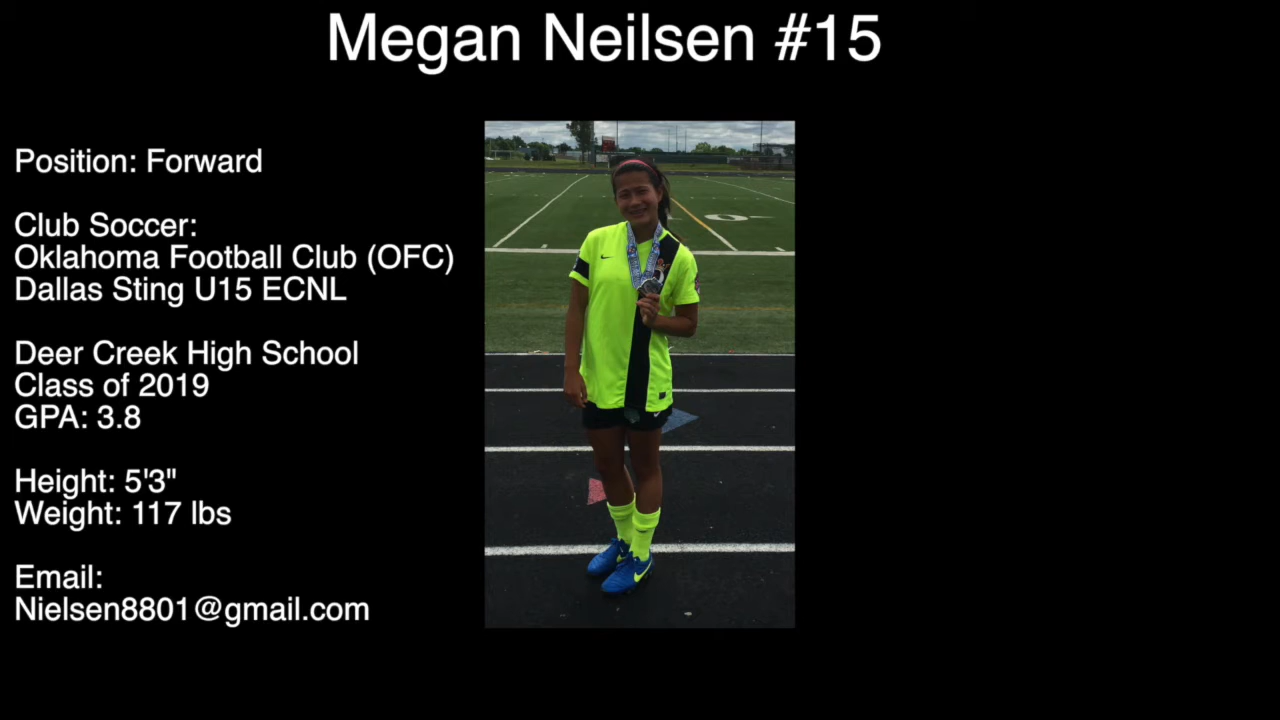 Megan Neilsen #15
Position: Forward
Club Soccer:
Oklahoma Football Club (OFC)
Dallas Sting U15 ECNL
Deer Creek High School
Class of 2019
GPA: 3.8
Height: 5'3"
Weight: 117 lbs
Email:
Nielsen8801@gmail.com